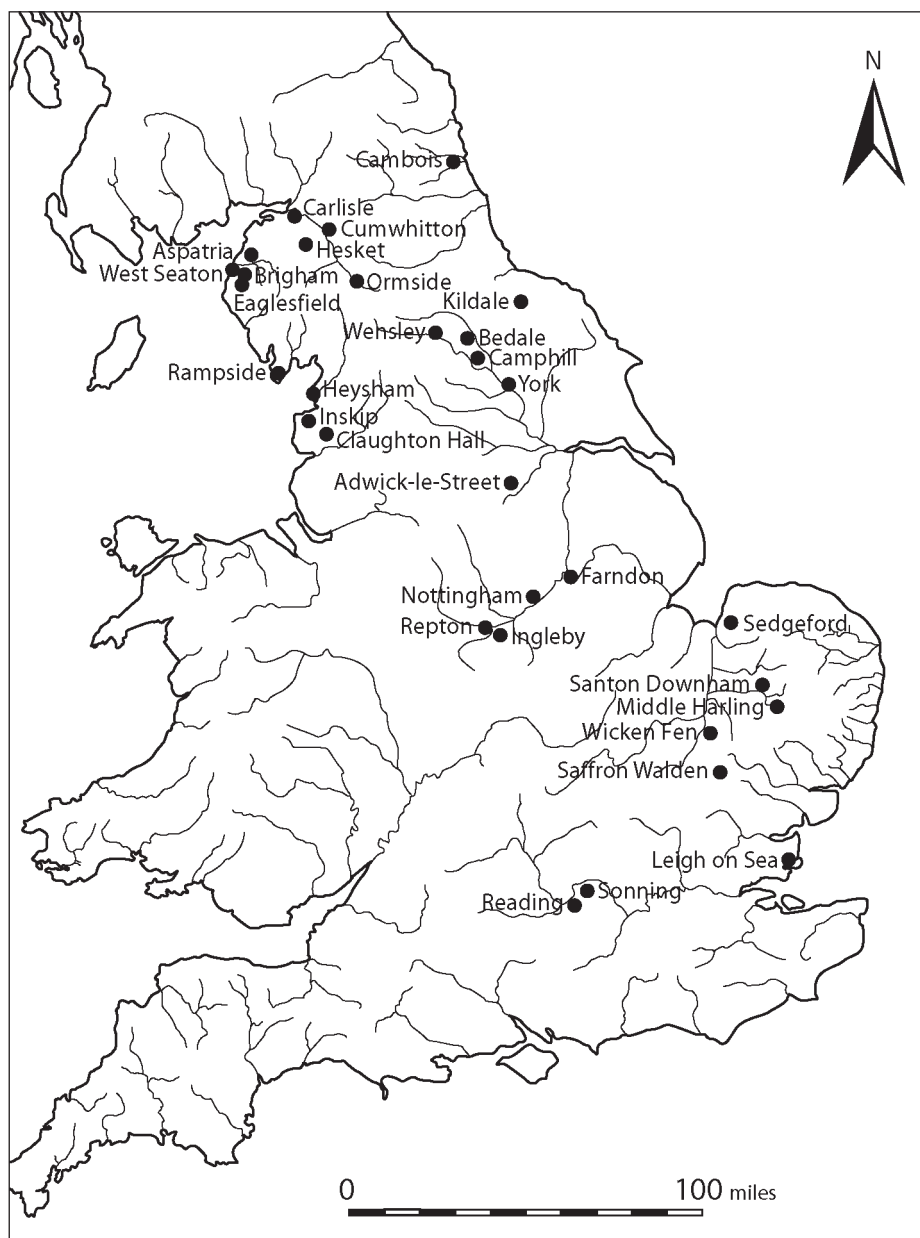 N
Cambois
Carlisle
Cumwhitton
Hesket
Aspatria
West Seaton
Brigham
Eaglesfield
Ormside
Kildale
Wensley
Bedale
Camphill
York
Rampside
Heysham
Inskip
Claughton Hall
Adwick-le-Street
Farndon
Nottingham
Repton
Ingleby
Sedgeford
Santon Downham
Middle Harling
Wicken Fen
Saffron Walden
Leigh on Sea
Sonning
Reading
0 100 miles